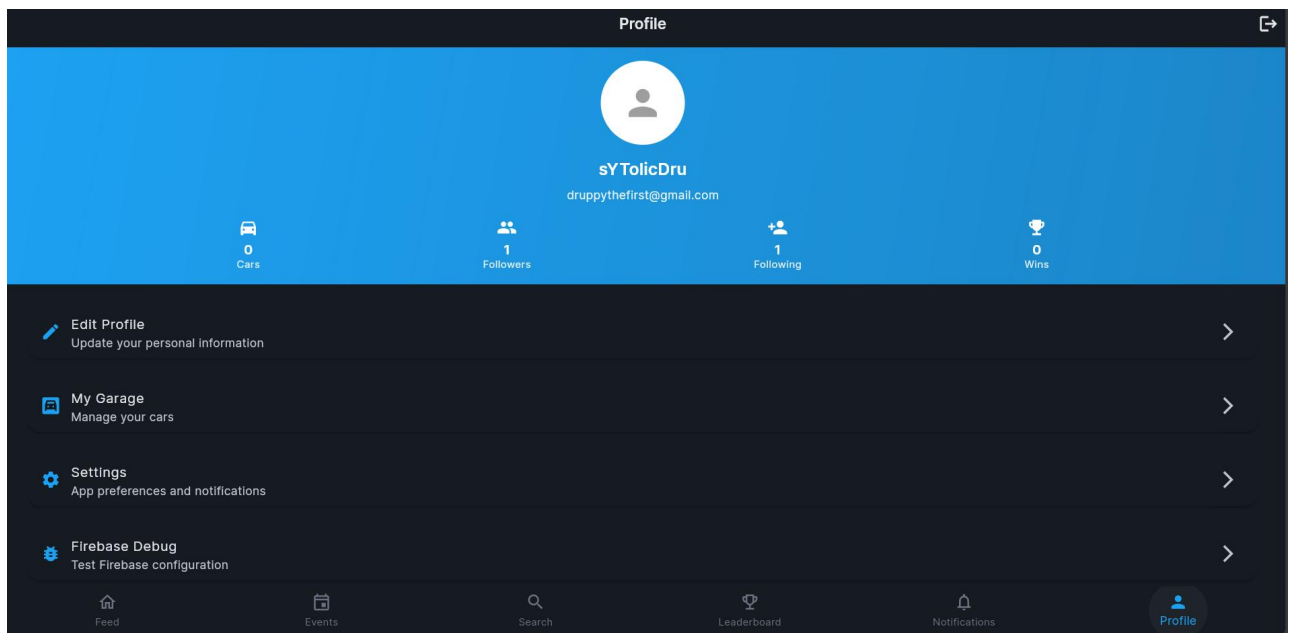 Profile
sYTolicDru
druppythefirst@gmail.com
0
Cars
1
Followers
1
Following
0
Wins
Edit Profile
Update your personal information
My Garage
Manage your cars
Settings
App preferences and notifications
Firebase Debug
Test Firebase configuration
Feed
Events
Search
Leaderboard
Notifications
Profile